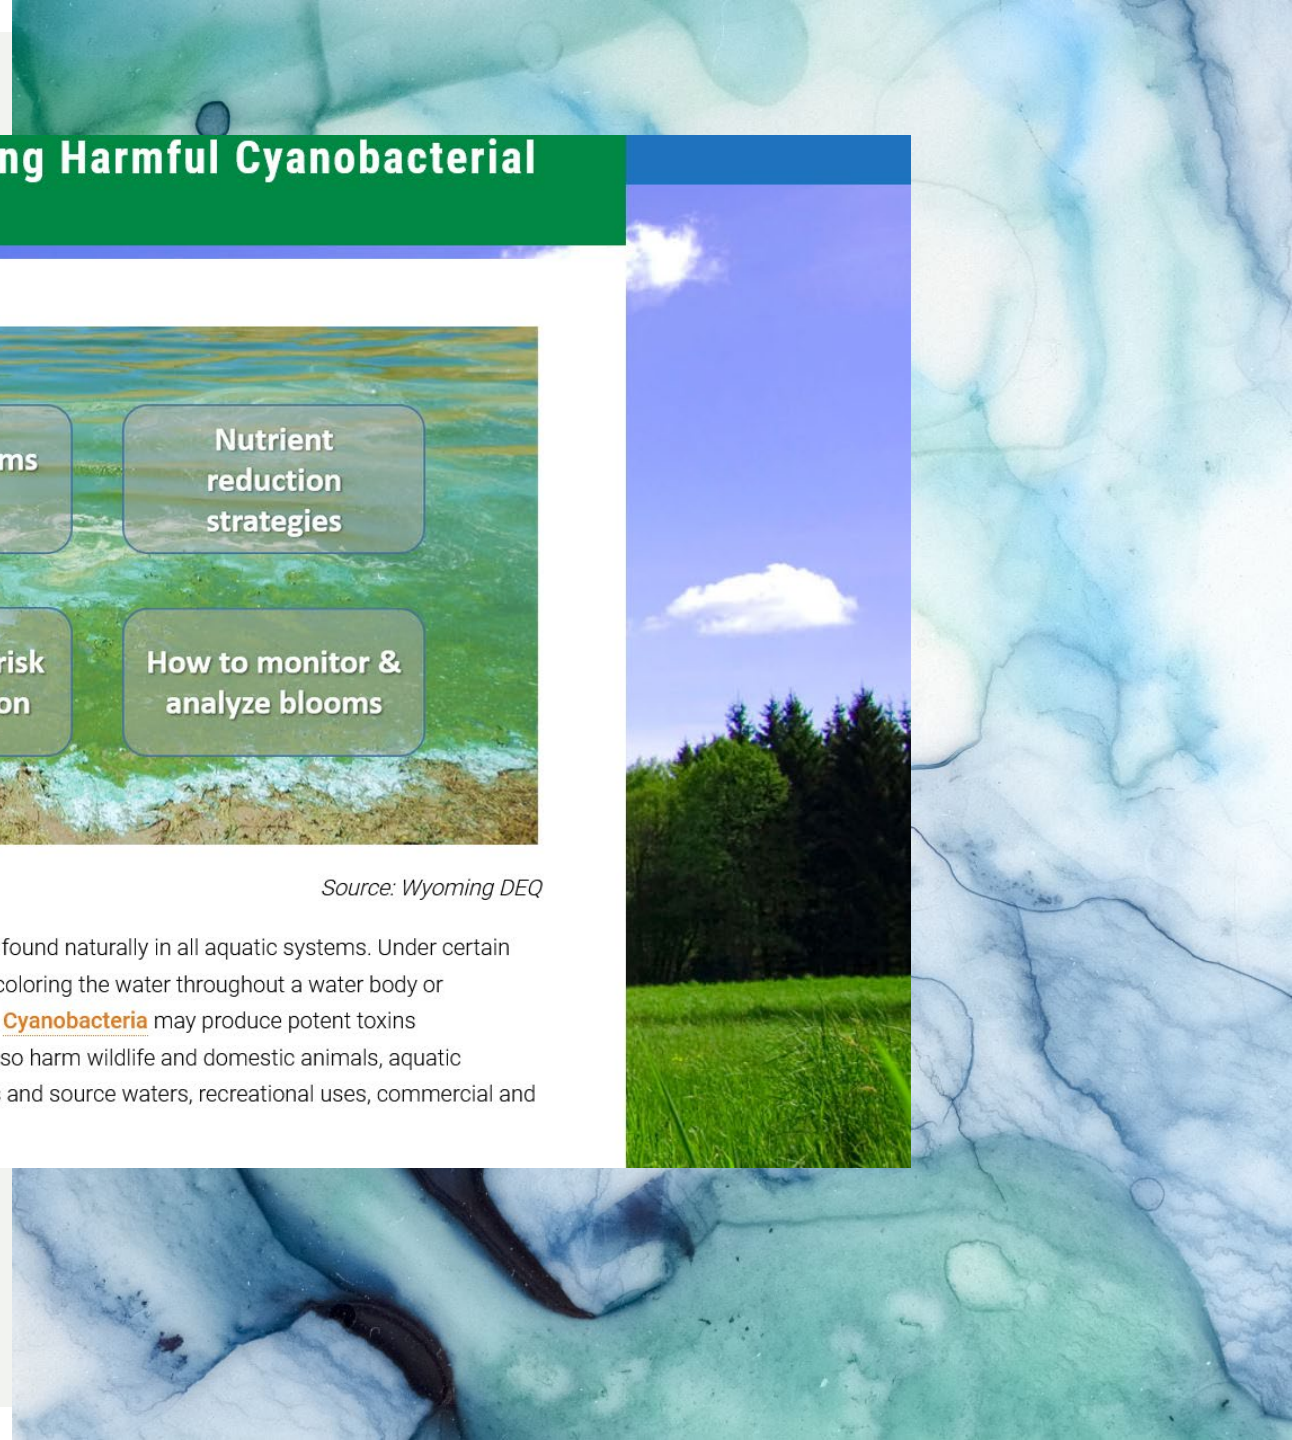 ng Harmful Cyanobacterial
ms
Nutrient
reduction
strategies
risk
on
How to monitor &
analyze blooms
Source: Wyoming DEQ
found naturally in all aquatic systems. Under certain
coloring the water throughout a water body or
Cyanobacteria may produce potent toxins
so harm wildlife and domestic animals, aquatic
s and source waters, recreational uses, commercial and